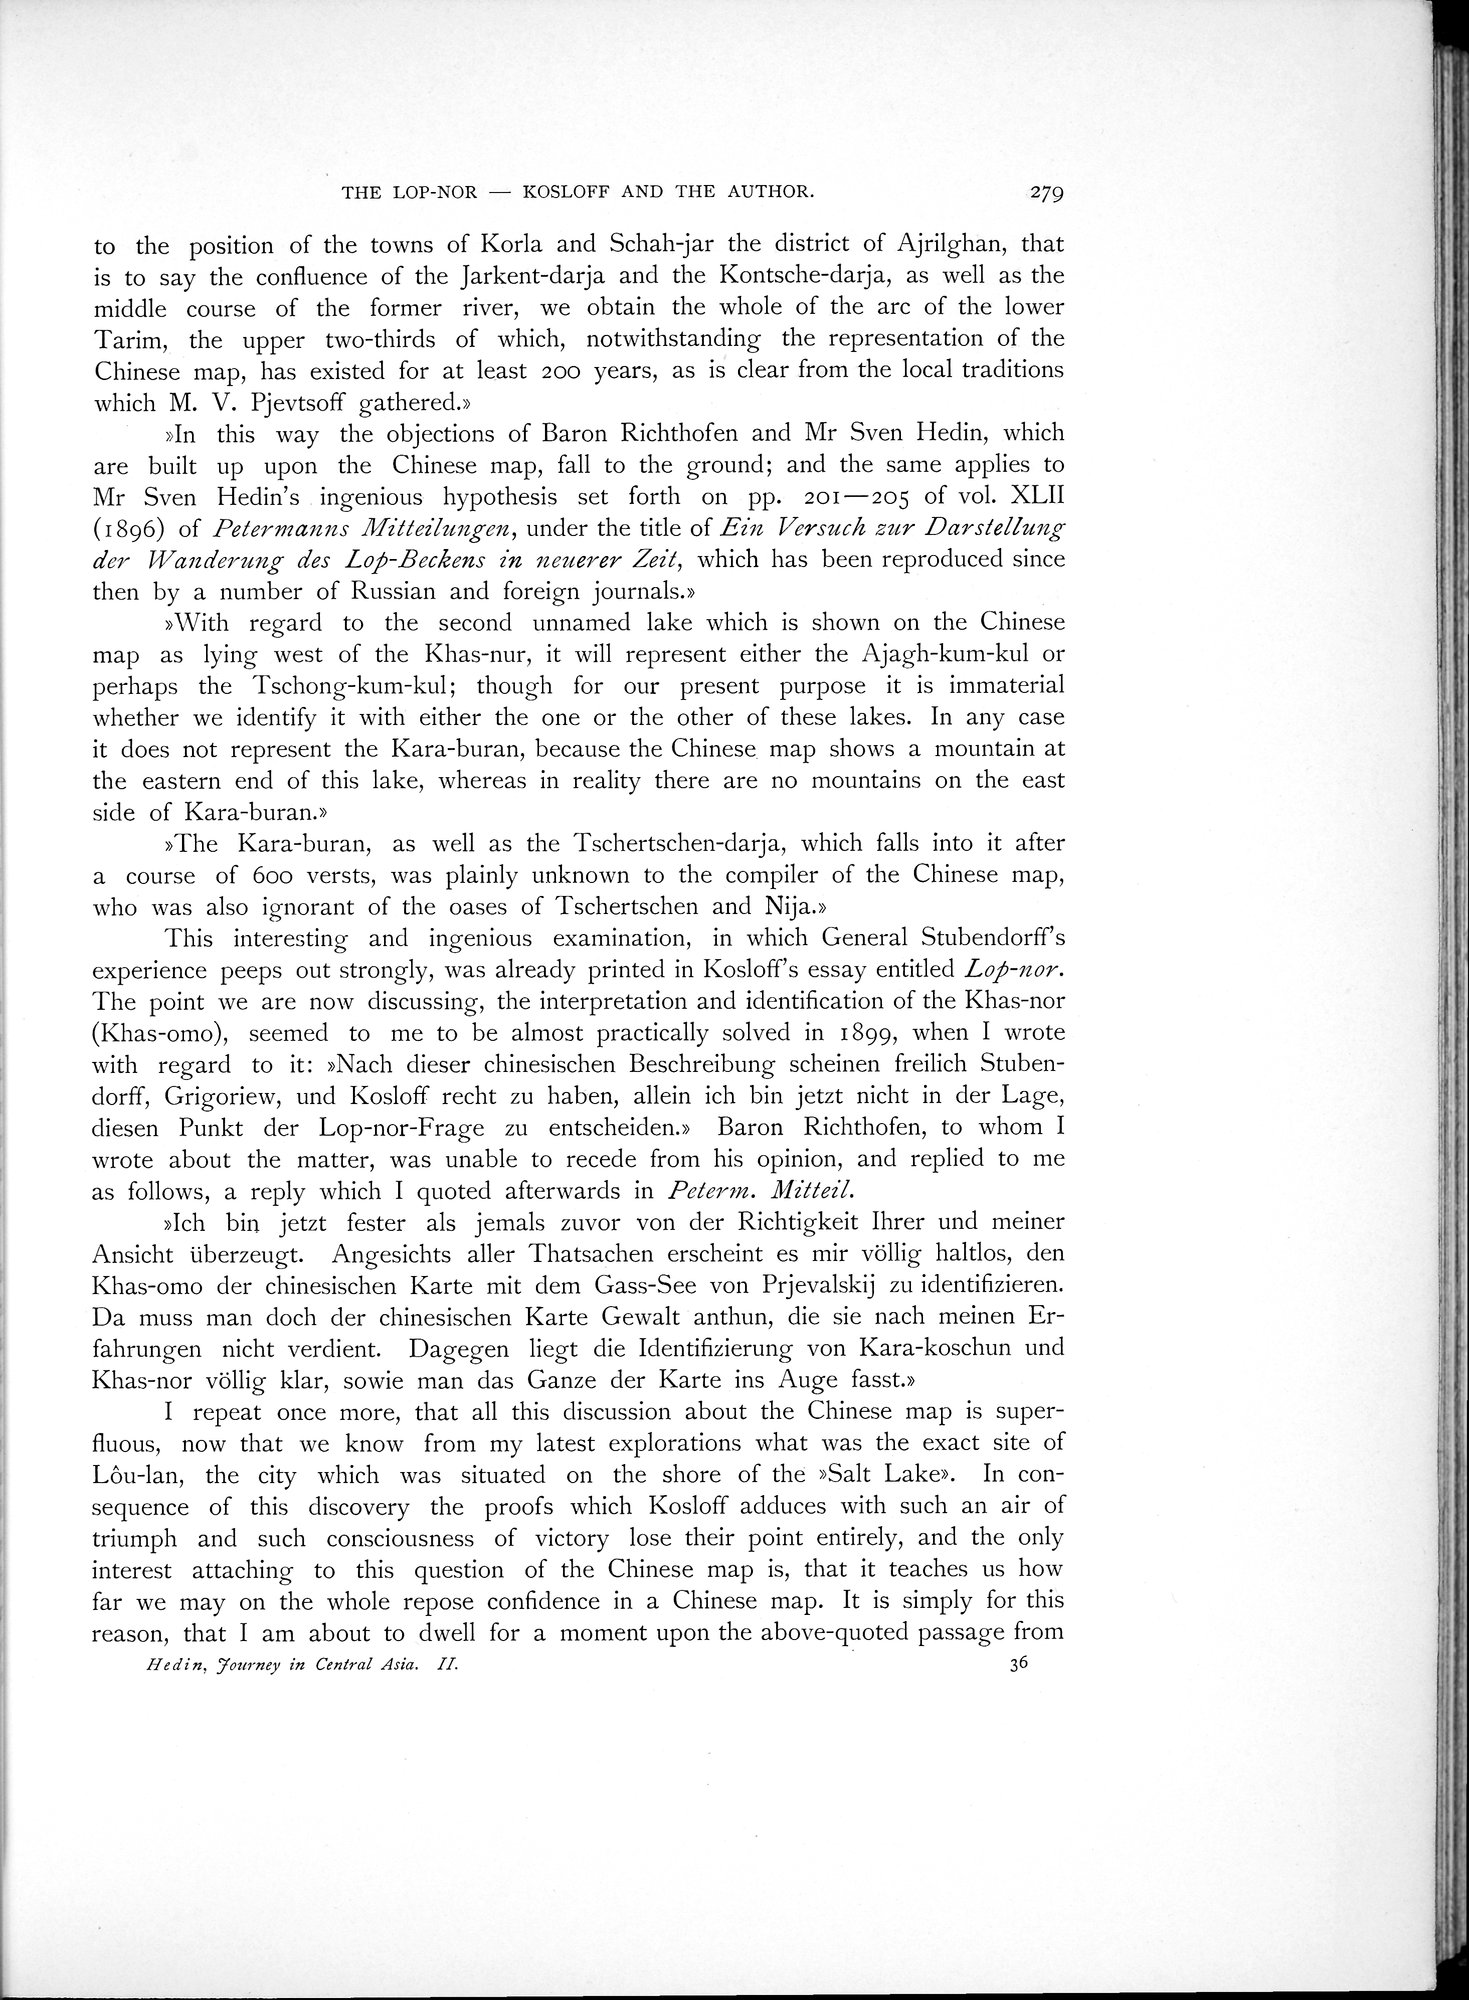 THE LOP-NOR — KOSLOFF AND THE AUTHOR. 279
to the position of the towns of Korla and Schah-jar the district of Ajrilghan, that
is to say the confluence of the Jarkent-darja and the Kontsche-darja, as well as the
middle course of the former river, we obtain the whole of the arc of the lower
Tarim, the upper two-thirds of which, notwithstanding the representation of the
Chinese map, has existed for at least 200 years, as is clear from the local traditions
which M. V. Pjevtsoff gathered.»
»In this way the objections of Baron Richthofen and Mr Sven Hedin, which
are built up upon the Chinese map, fall to the ground; and the same applies to
Mr Sven Hedin's ingenious hypothesis set forth on pp. 201—205 of vol. XLII
(1896) of Petermanns Mitteilungen, under the title of Ein Versuch zur Darstellung
der Wanderung des Lop-Beckens in neuerer Zeit, which has been reproduced since
then by a number of Russian and foreign journals.»
»With regard to the second unnamed lake which is shown on the Chinese
map as lying west of the Khas-nur, it will represent either the Ajagh-kum-kul or
perhaps the Tschong-kum-kul; though for our present purpose it is immaterial
whether we identify it with either the one or the other of these lakes. In any case
it does not represent the Kara-buran, because the Chinese map shows a mountain at
the eastern end of this lake, whereas in reality there are no mountains on the east
side of Kara-buran.»
»The Kara-buran, as well as the Tschertschen-darja, which falls into it after
a course of 600 versts, was plainly unknown to the compiler of the Chinese map,
who was also ignorant of the oases of Tschertschen and Nija.»
This interesting and ingenious examination, in which General Stubendorff's
experience peeps out strongly, was already printed in Kosloff's essay entitled Lop-nor.
The point we are now discussing, the interpretation and identification of the Khas-nor
(Khas-omo), seemed to me to be almost practically solved in 1899, when I wrote
with regard to it: »Nach dieser chinesischen Beschreibung scheinen freilich Stuben-
dorff, Grigoriew, und Kosloff recht zu haben, allein ich bin jetzt nicht in der Lage,
diesen Punkt der Lop-nor-Frage zu entscheiden.» Baron Richthofen, to whom I
wrote about the matter, was unable to recede from his opinion, and replied to me
as follows, a reply which I quoted afterwards in Peterm. Mitteil.
»Ich bin jetzt fester als jemals zuvor von der Richtigkeit Ihrer und meiner
Ansicht überzeugt. Angesichts aller Thatsachen erscheint es mir völlig haltlos, den
Khas-omo der chinesischen Karte mit dem Gass-See von Prjevalskij zu identifizieren.
Da muss man doch der chinesischen Karte Gewalt anthun, die sie nach meinen Er-
fahrungen nicht verdient. Dagegen liegt die Identifizierung von Kara-koschun und
Khas-nor völlig klar, sowie man das Ganze der Karte ins Auge fasst.»
I repeat once more, that all this discussion about the Chinese map is super-
fluous, now that we know from my latest explorations what was the exact site of
Lôu-lan, the city which was situated on the shore of the »Salt Lake». In con-
sequence of this discovery the proofs which Kosloff adduces with such an air of
triumph and such consciousness of victory lose their point entirely, and the only
interest attaching to this question of the Chinese map is, that it teaches us how
far we may on the whole repose confidence in a Chinese map. It is simply for this
reason, that I am about to dwell for a moment upon the above-quoted passage from
Hedin, Journey in Central Asia. II. 36